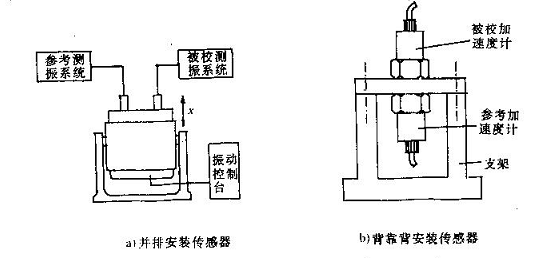 参考测
振系统
被校测
振系统
x
振动
控制
台
a)并排安装传感器
被校加
速度计
参考加
速度计
支架
b)背靠背安装传感器